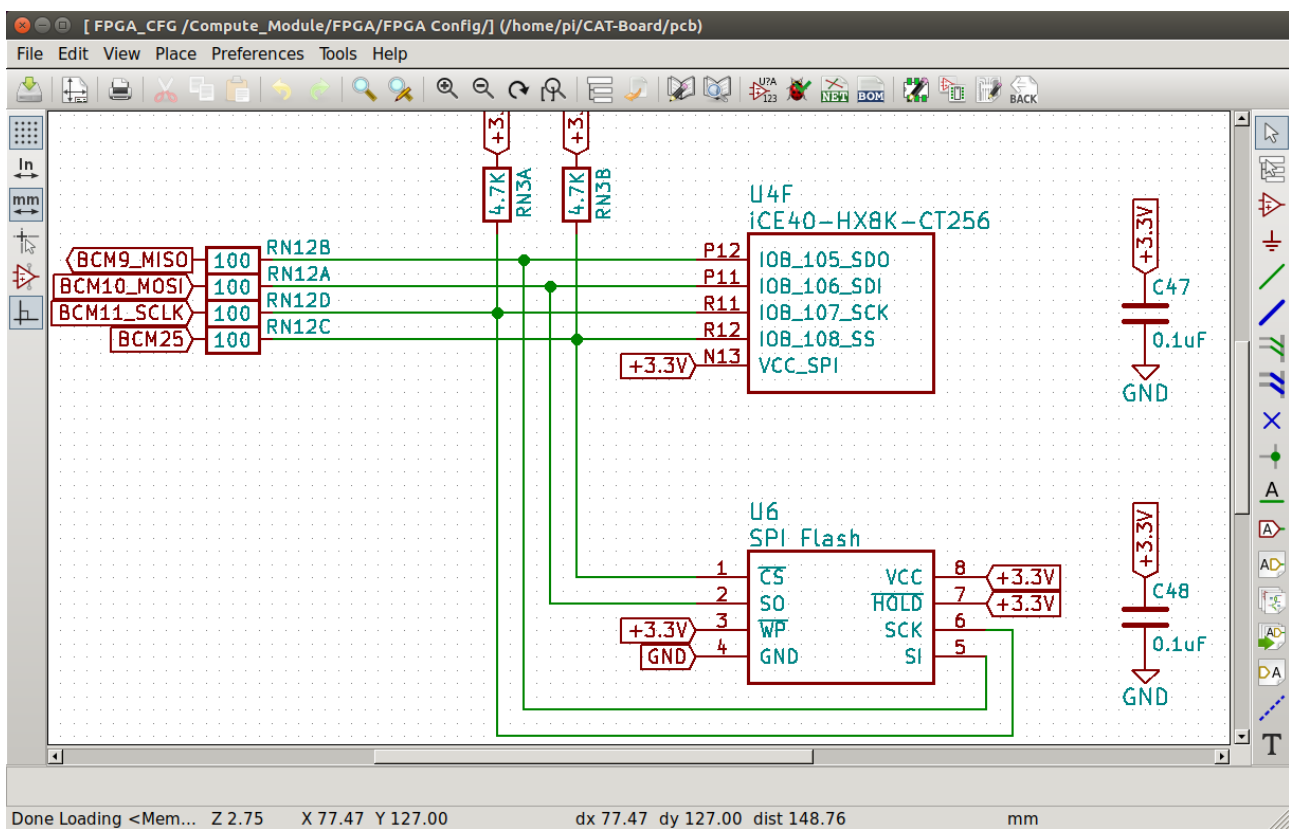 [ FPGA_CFG /Compute_Module/FPGA/FPGA Config/] (/home/pi/CAT-Board/pcb)
File Edit View Place Preferences Tools Help
U?A
123
NET
BOM
BACK
In
mm
+3.
+3.
4.7K
RN3A
4.7K
RN3B
U4F
iCE40-HX8K-CT256
BCM9_MISO 100 RN12B P12 IOB_105_SDO
BCM10_MOSI 100 RN12A P11 IOB_106_SDI
BCM11_SCLK 100 RN12D R11 IOB_107_SCK
BCM25 100 RN12C R12 IOB_108_SS
+3.3V N13 VCC_SPI
+3.3V
C47
0.1uF
GND
U6
SPI Flash
1 CS VCC 8 +3.3V
2 SO HOLD 7 +3.3V
+3.3V 3 WP SCK 6
GND 4 GND SI 5
+3.3V
C48
0.1uF
GND
A
A
AD
AD
DA
T
Done Loading <Mem... Z 2.75 X 77.47 Y 127.00 dx 77.47 dy 127.00 dist 148.76 mm